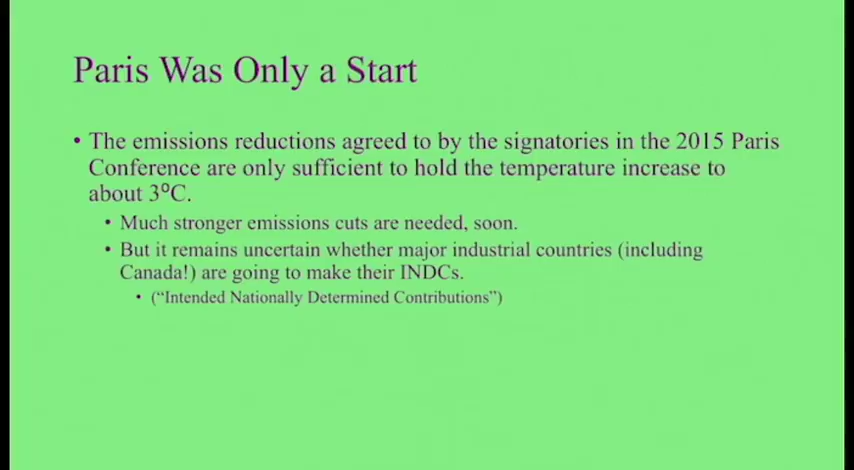 Paris Was Only a Start
• The emissions reductions agreed to by the signatories in the 2015 Paris
Conference are only sufficient to hold the temperature increase to
about 3ºC.
• Much stronger emissions cuts are needed, soon.
• But it remains uncertain whether major industrial countries (including
Canada!) are going to make their INDCs.
• (“Intended Nationally Determined Contributions”)